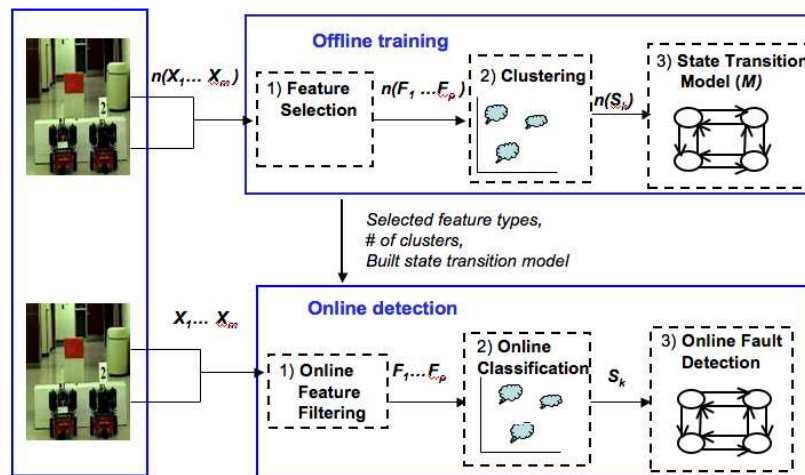 Offline training
n(X1... Xm)
1) Feature
Selection
n(F1 ...Fp)
2) Clustering
n(Sk)
3) State Transition
Model (M)
2
Selected feature types,
# of clusters,
Built state transition model
Online detection
X1... Xm
1) Online
Feature
Filtering
F1...Fp
2) Online
Classification
Sk
3) Online Fault
Detection
2